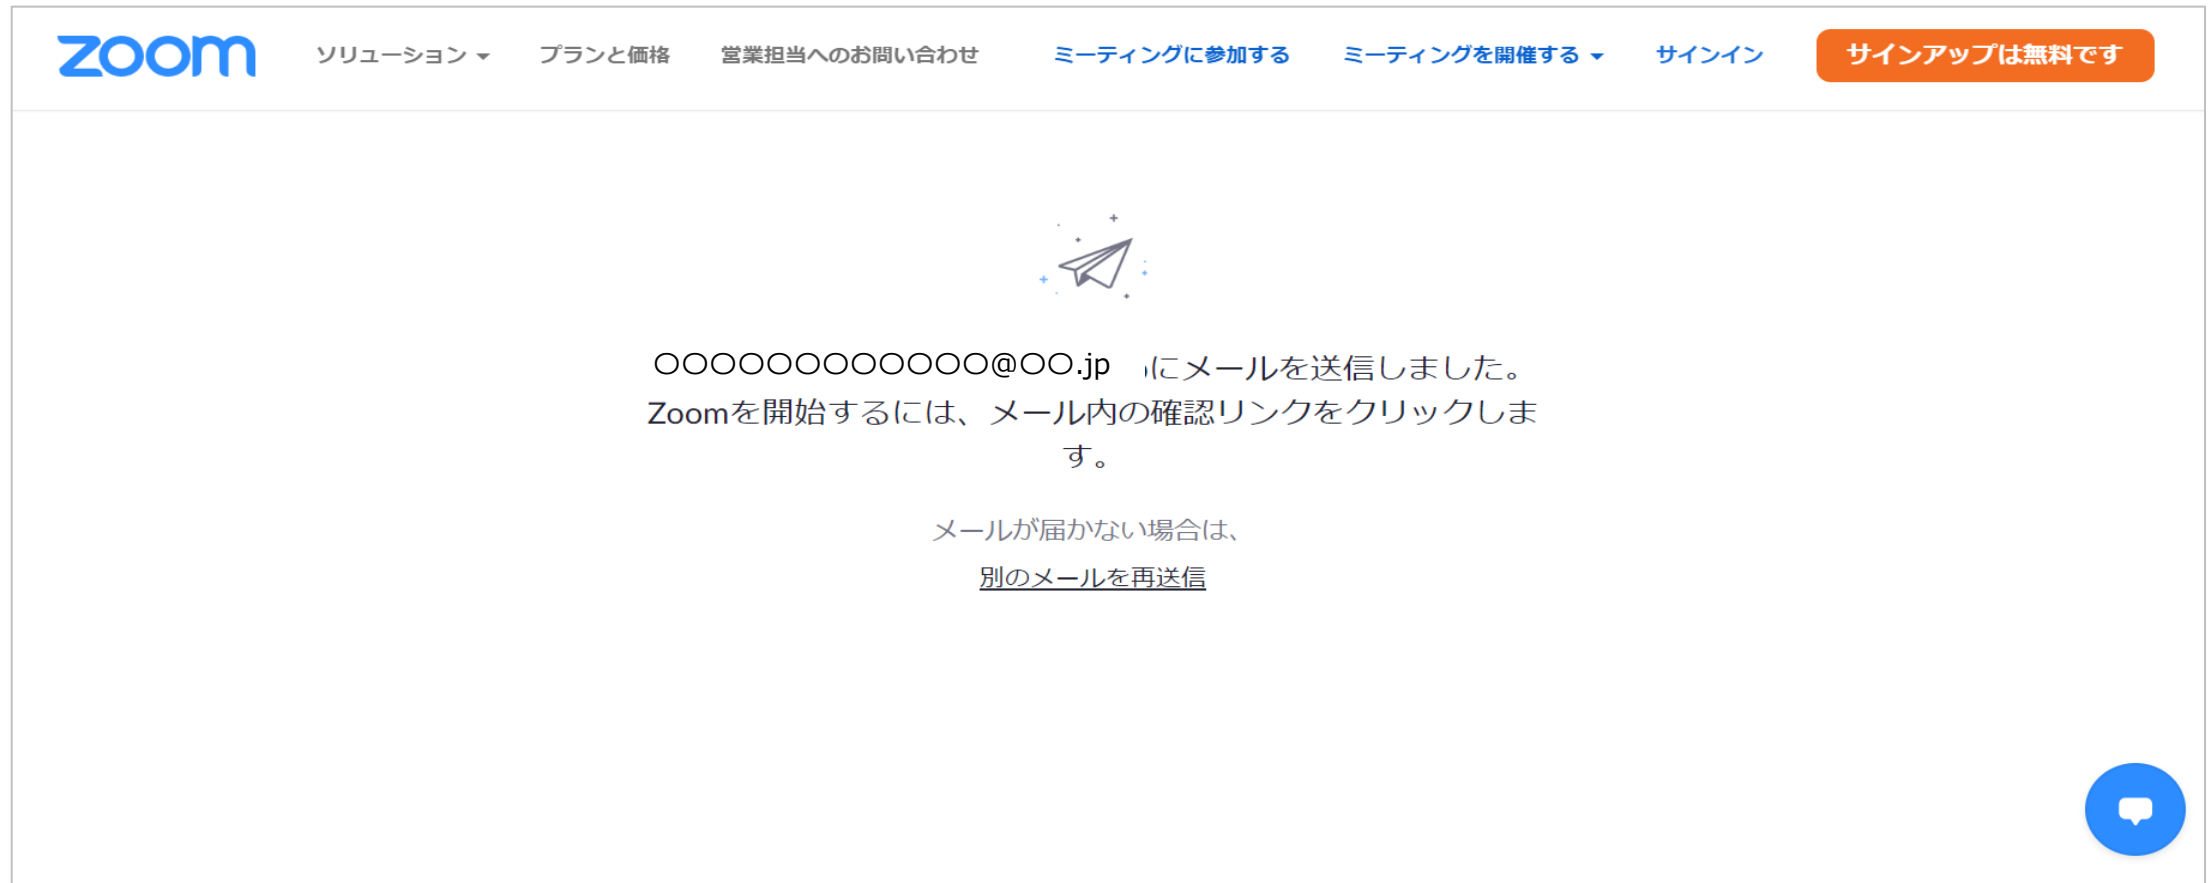 zoom
ソリューション
プランと価格
営業担当へのお問い合わせ
ミーティングに参加する
ミーティングを開催する
サインイン
サインアップは無料です
〇〇〇〇〇〇〇〇〇〇〇〇@〇〇.jp にメールを送信しました。
Zoomを開始するには、メール内の確認リンクをクリックしま
す。
メールが届かない場合は、
別のメールを再送信